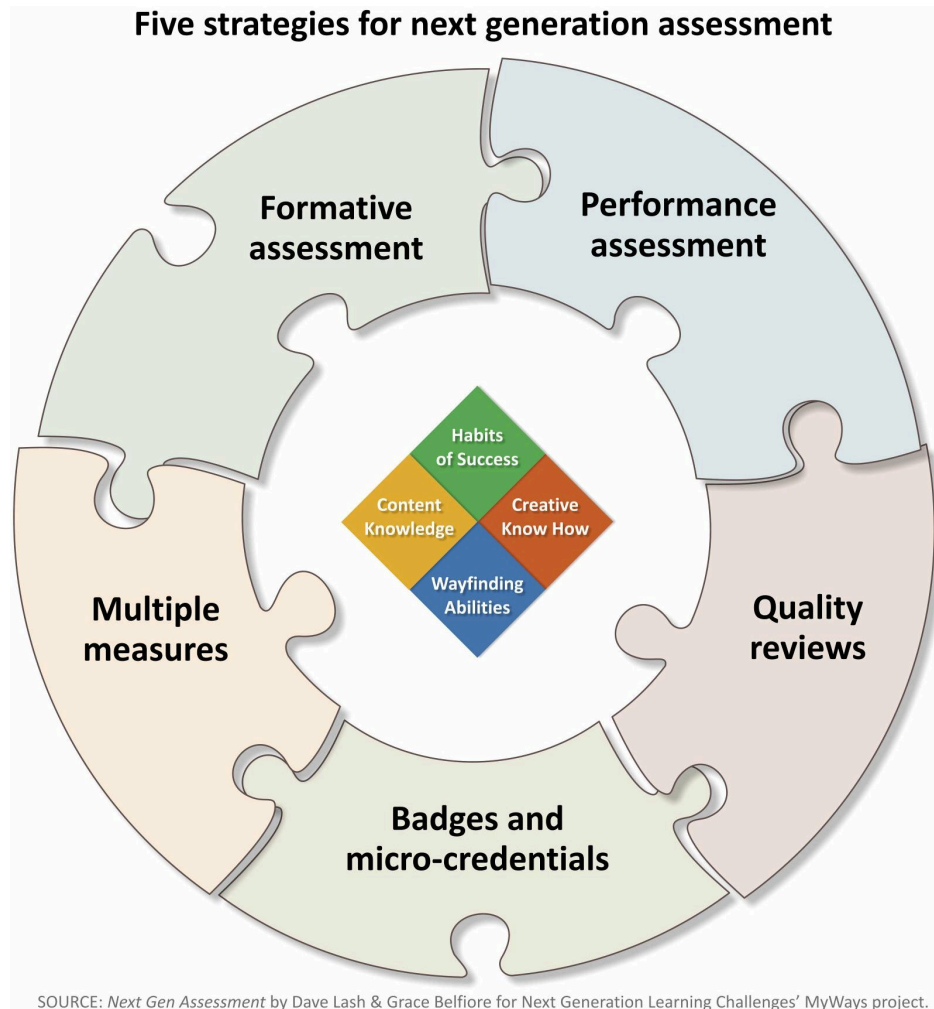 Five strategies for next generation assessment
Formative
assessment
Performance
assessment
Habits
of Success
Content
Knowledge
Creative
Know How
Wayfinding
Abilities
Multiple
measures
Quality
reviews
Badges and
micro-credentials
SOURCE: Next Gen Assessment by Dave Lash & Grace Belfiore for Next Generation Learning Challenges’ MyWays project.